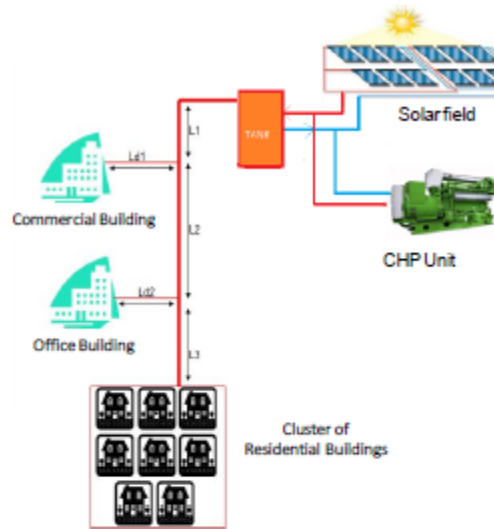 Solar field
L1
TANK
Ld1
Commercial Building
CHP Unit
L2
Ld2
Office Building
L3
Cluster of
Residential Buildings